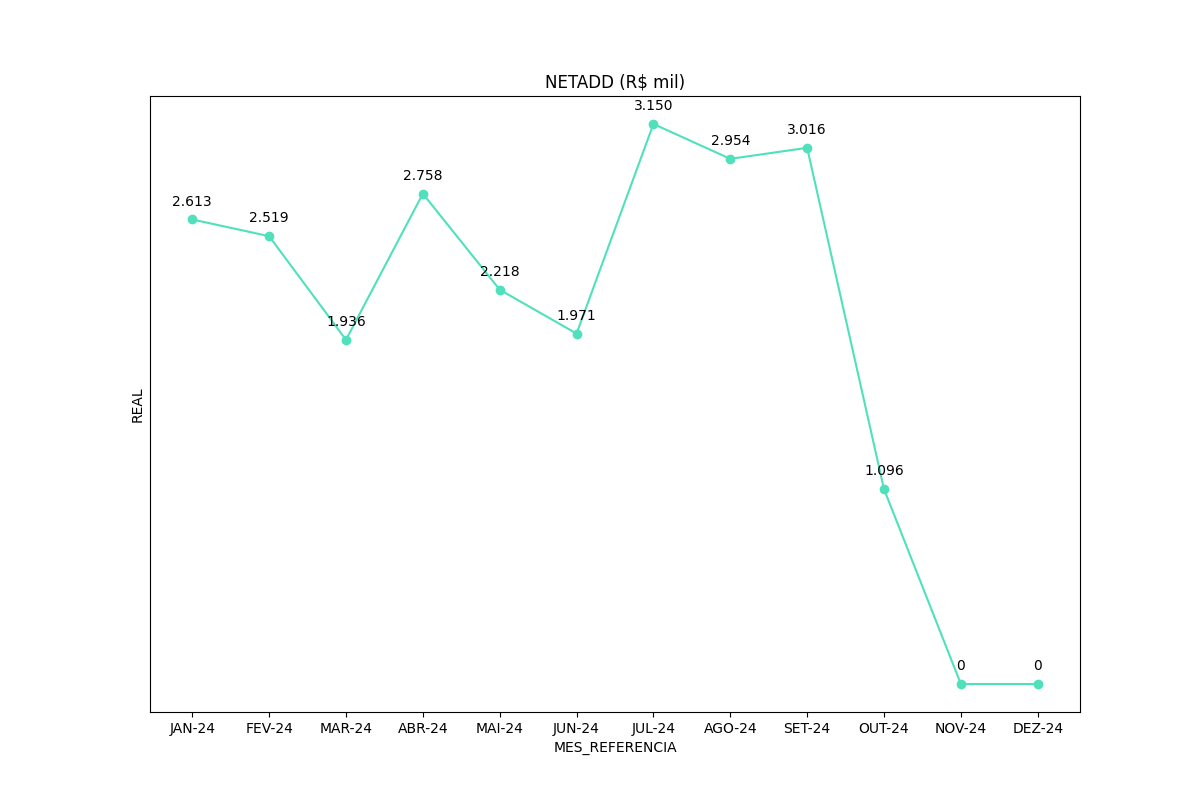 NETADD (R$ mil)
3.150
3.016
2.954
2.758
2.613
2.519
2.218
1.936
1.971
REAL
1.096
0 0
JAN-24 FEV-24 MAR-24 ABR-24 MAI-24 JUN-24 JUL-24 AGO-24 SET-24 OUT-24 NOV-24 DEZ-24
MES_REFERENCIA